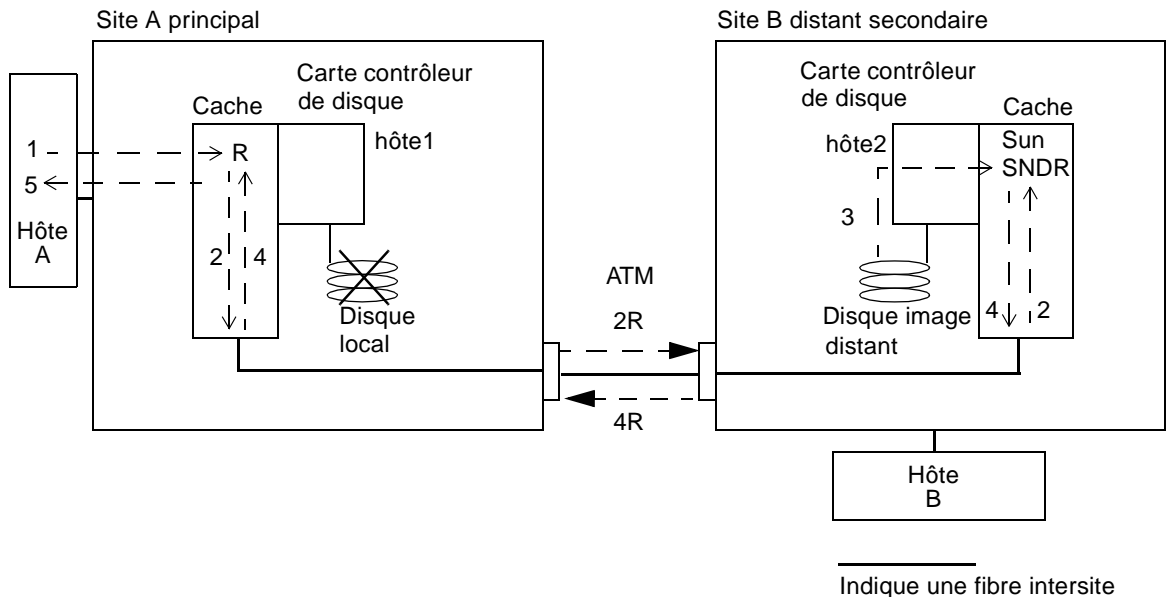 Site A principal
Site B distant secondaire
Carte contrôleur
de disque
Cache
hôte1
1
R
5
Hôte
A
2
4
Disque
local
ATM
2R
4R
Carte contrôleur
de disque
Cache
hôte2
Sun
SNDR
3
4
2
Disque image
distant
Hôte
B
Indique une fibre intersite